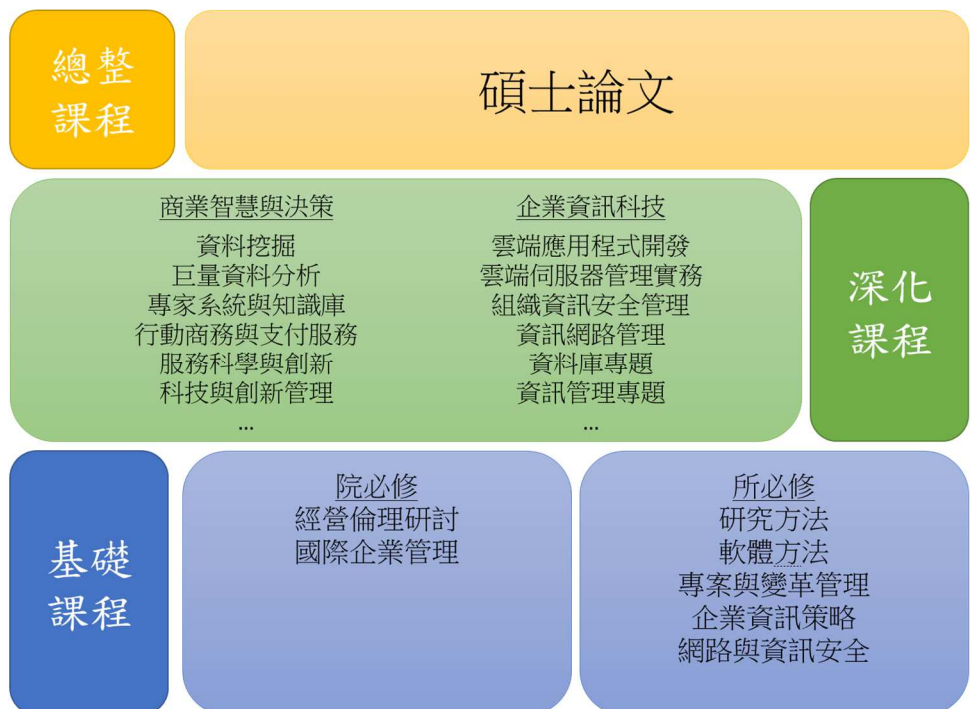 總整
課程
碩士論文
商業智慧與決策
資料挖掘
巨量資料分析
專家系統與知識庫
行動商務與支付服務
服務科學與創新
科技與創新管理
...
企業資訊科技
雲端應用程式開發
雲端伺服器管理實務
組織資訊安全管理
資訊網路管理
資料庫專題
資訊管理專題
...
深化
課程
基礎
課程
院必修
經營倫理研討
國際企業管理
所必修
研究方法
軟體方法
專案與變革管理
企業資訊策略
網路與資訊安全